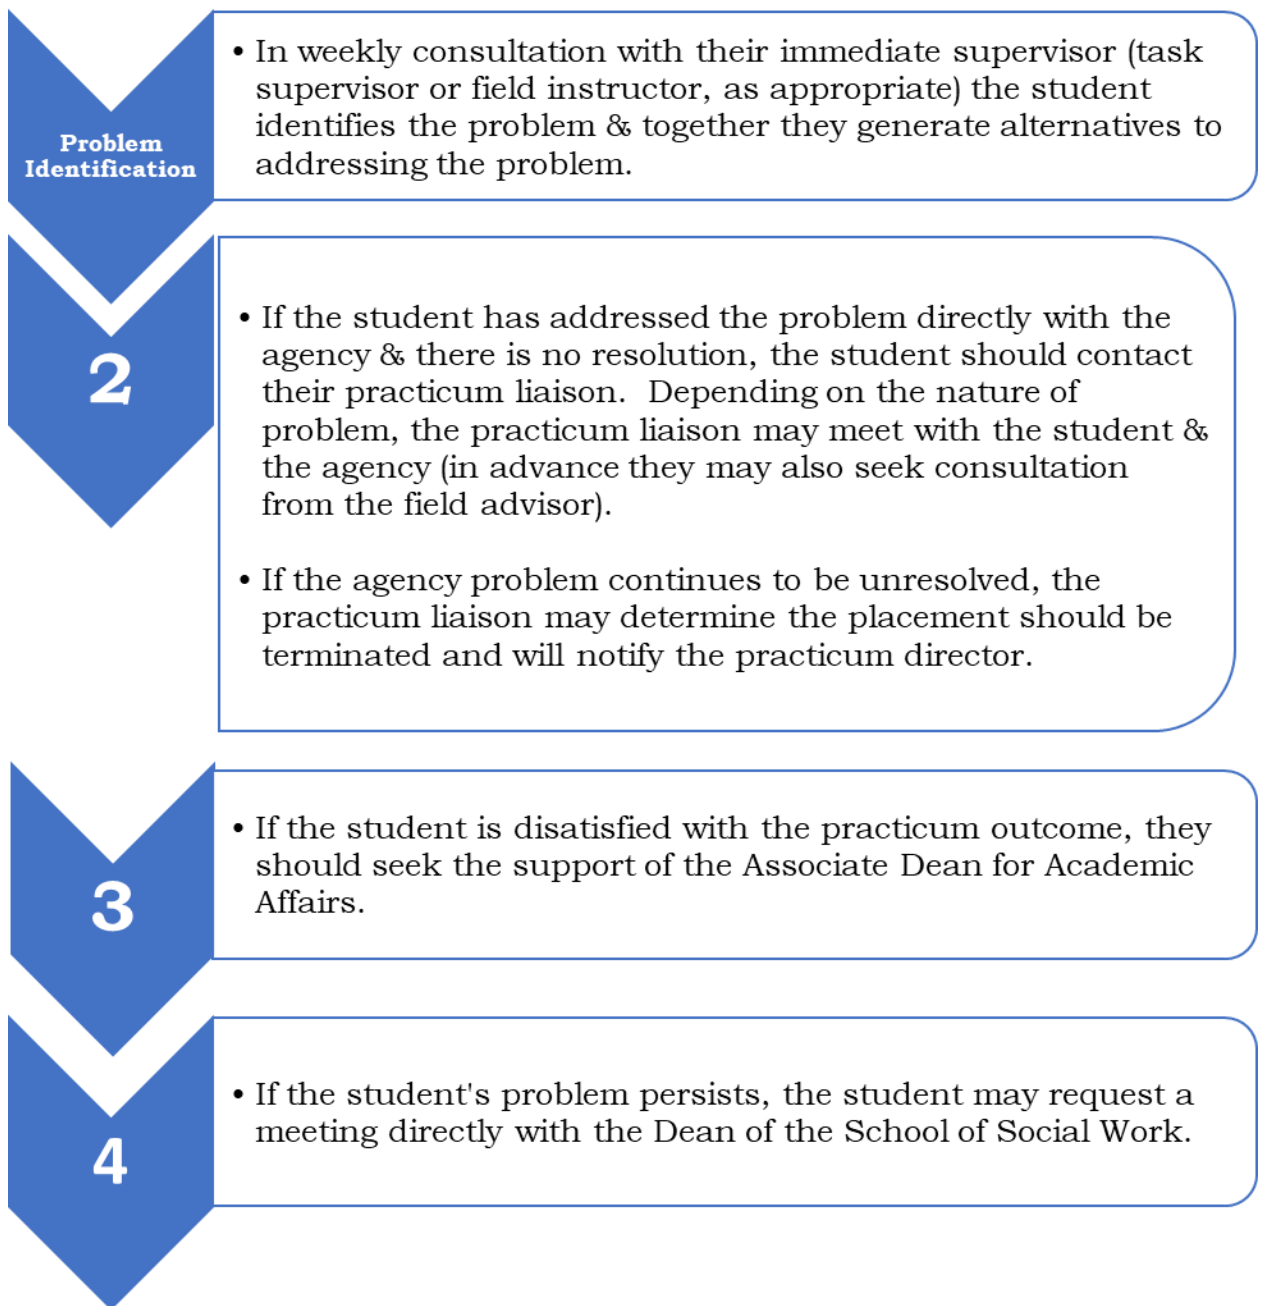 Problem
Identification
• In weekly consultation with their immediate supervisor (task
supervisor or field instructor, as appropriate) the student
identifies the problem & together they generate alternatives to
addressing the problem.
2
• If the student has addressed the problem directly with the
agency & there is no resolution, the student should contact
their practicum liaison.  Depending on the nature of
problem, the practicum liaison may meet with the student &
the agency (in advance they may also seek consultation
from the field advisor).
• If the agency problem continues to be unresolved, the
practicum liaison may determine the placement should be
terminated and will notify the practicum director.
3
• If the student is disatisfied with the practicum outcome, they
should seek the support of the Associate Dean for Academic
Affairs.
4
• If the student's problem persists, the student may request a
meeting directly with the Dean of the School of Social Work.